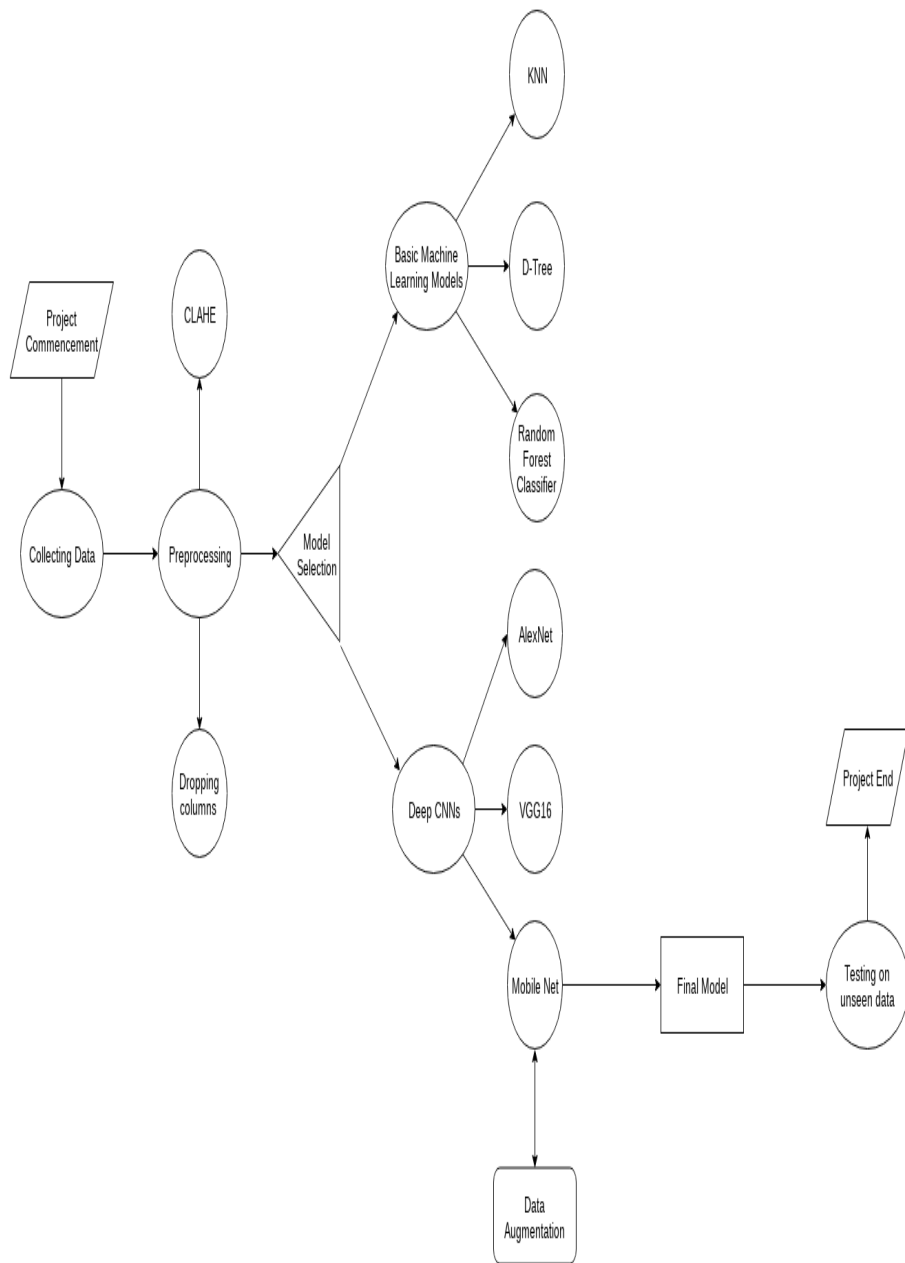 Project
Commencement
Collecting Data
Preprocessing
CLAHE
Dropping
columns
Model
Selection
Basic Machine
Learning Models
KNN
D-Tree
Random
Forest
Classifier
Deep CNNs
AlexNet
VGG16
Mobile Net
Data
Augmentation
Final Model
Testing on
unseen data
Project End